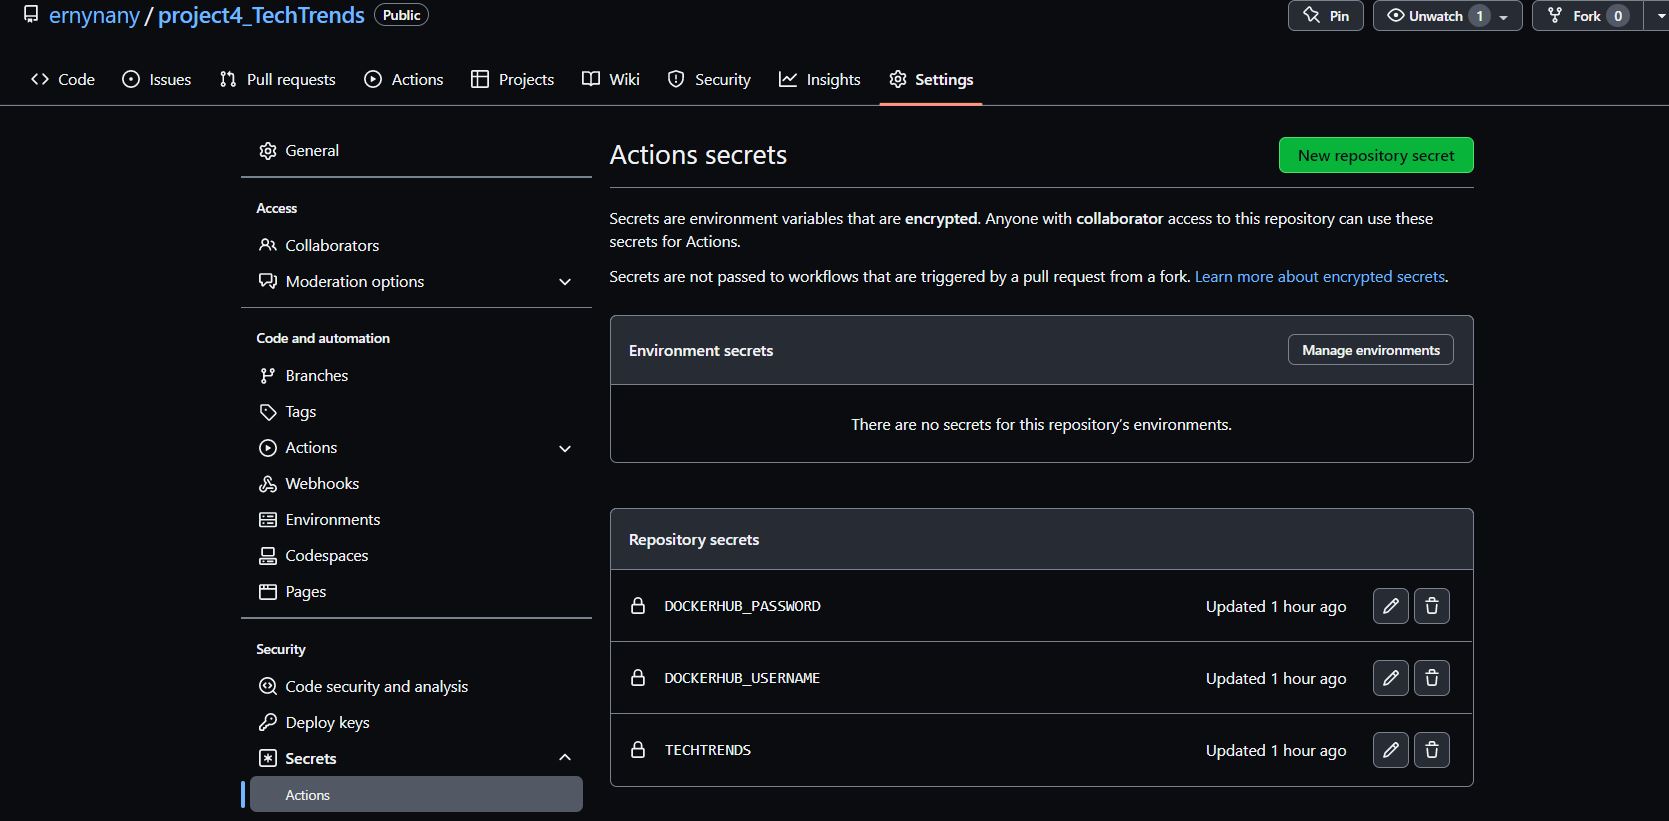 ernynany / project4_TechTrends Public
Pin
Unwatch 1
Fork 0
Code
Issues
Pull requests
Actions
Projects
Wiki
Security
Insights
Settings
General
Access
Collaborators
Moderation options
Code and automation
Branches
Tags
Actions
Webhooks
Environments
Codespaces
Pages
Security
Code security and analysis
Deploy keys
Secrets
Actions
Actions secrets
New repository secret
Secrets are environment variables that are encrypted. Anyone with collaborator access to this repository can use these
secrets for Actions.
Secrets are not passed to workflows that are triggered by a pull request from a fork. Learn more about encrypted secrets.
Environment secrets
Manage environments
There are no secrets for this repository's environments.
Repository secrets
DOCKERHUB_PASSWORD
Updated 1 hour ago
DOCKERHUB_USERNAME
Updated 1 hour ago
TECHTRENDS
Updated 1 hour ago